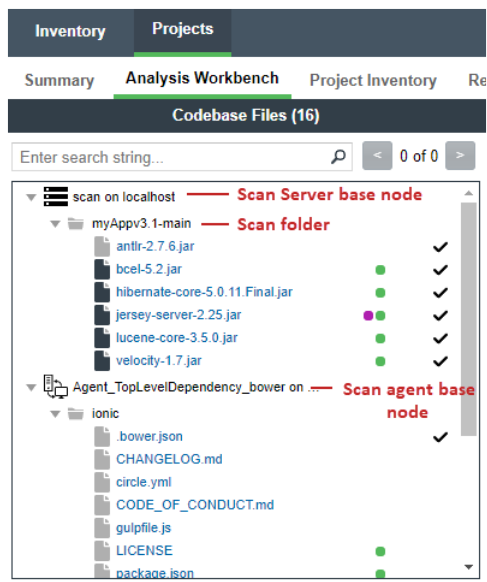 Inventory Projects
Summary Analysis Workbench Project Inventory Re
Codebase Files (16)
Enter search string... < 0 of 0 >
scan on localhost Scan Server base node
myAppv3.1-main Scan folder
antlr-2.7.6.jar
bcel-5.2.jar
hibernate-core-5.0.11.Final.jar
jersey-server-2.25.jar
lucene-core-3.5.0.jar
velocity-1.7.jar
Agent_TopLevelDependency_bower on ... Scan agent base
node
ionic
.bower.json
CHANGELOG.md
circle.yml
CODE_OF_CONDUCT.md
gulpfile.js
LICENSE
package.json